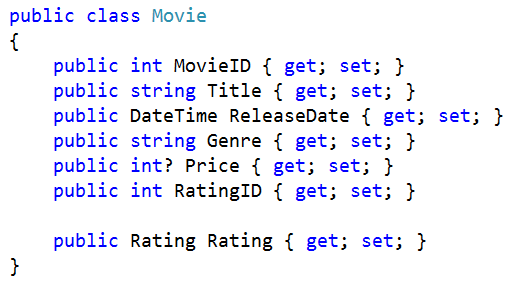 public class Movie
{
    public int MovieID { get; set; }
    public string Title { get; set; }
    public DateTime ReleaseDate { get; set; }
    public string Genre { get; set; }
    public int? Price { get; set; }
    public int RatingID { get; set; }

    public Rating Rating { get; set; }
}